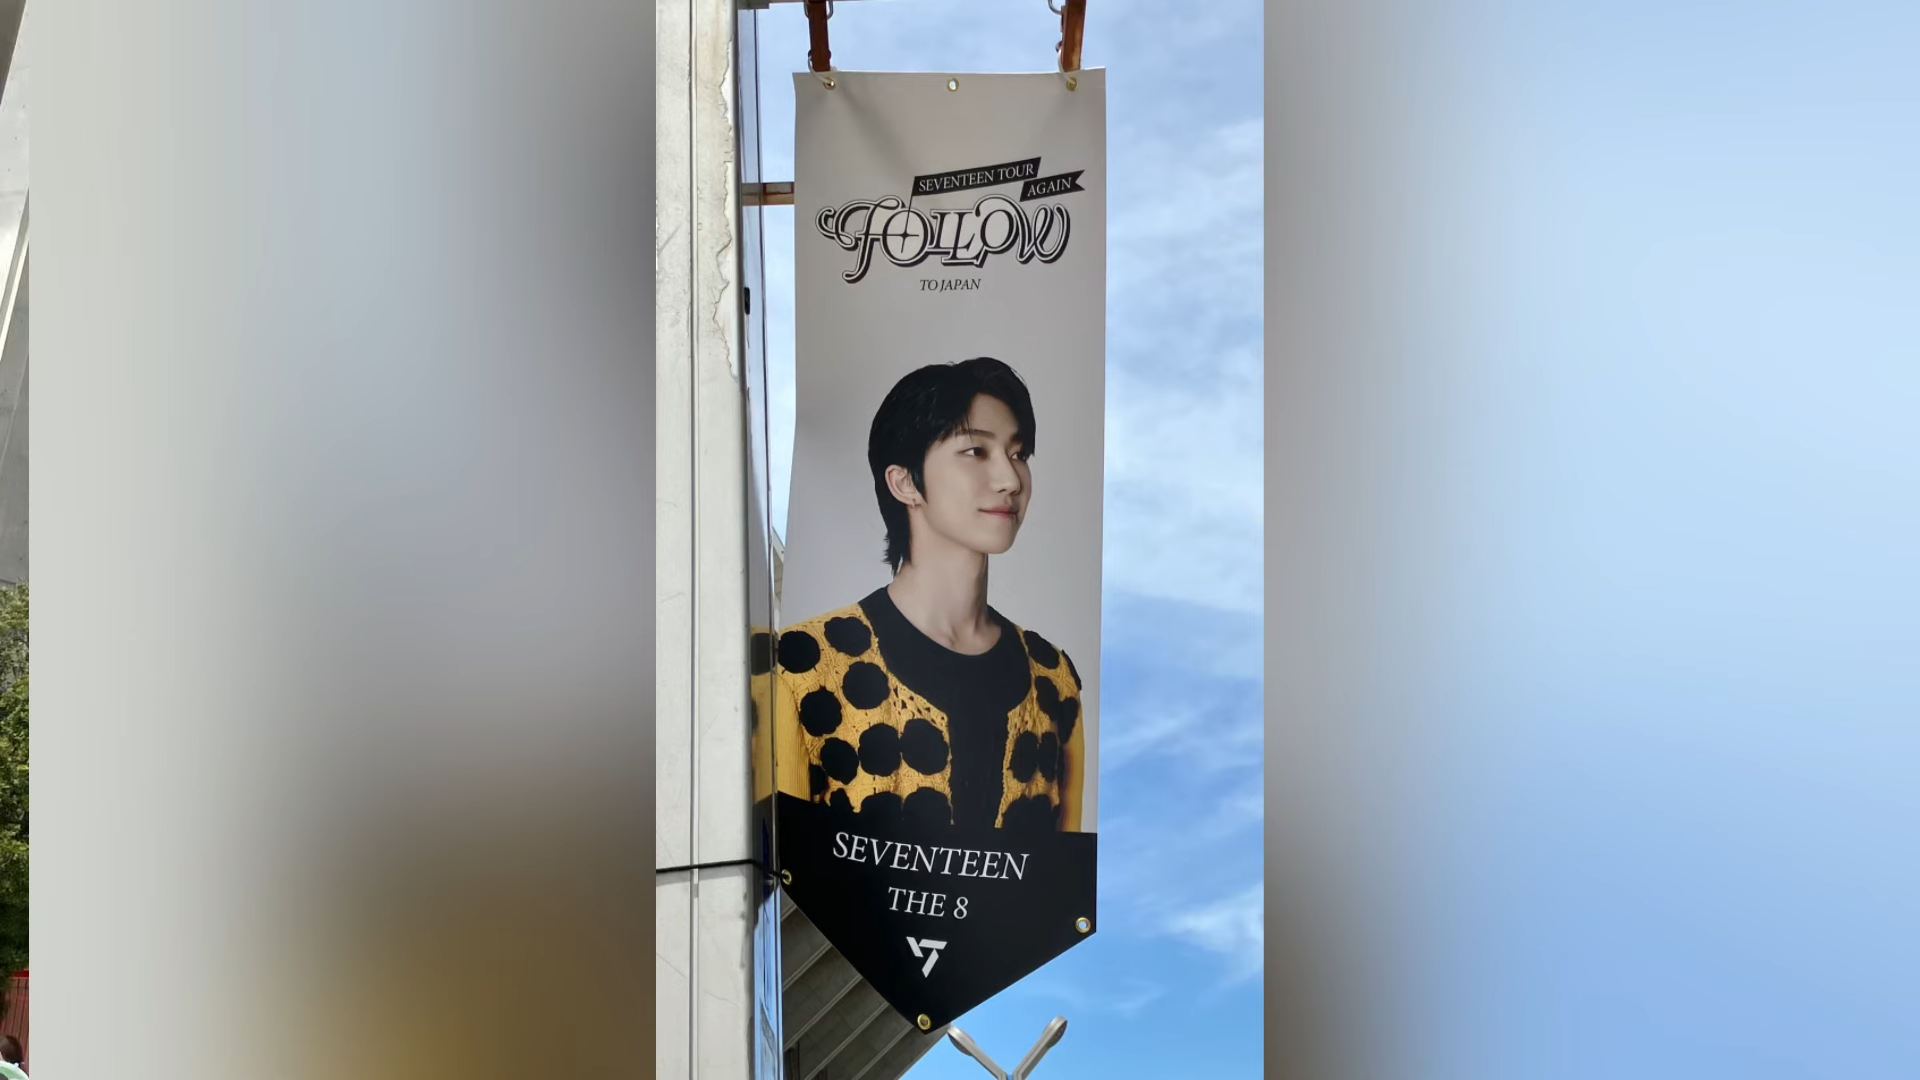 SEVENTEEN TOUR
AGAIN
FOLLOW
TO JAPAN
SEVENTEEN
THE 8